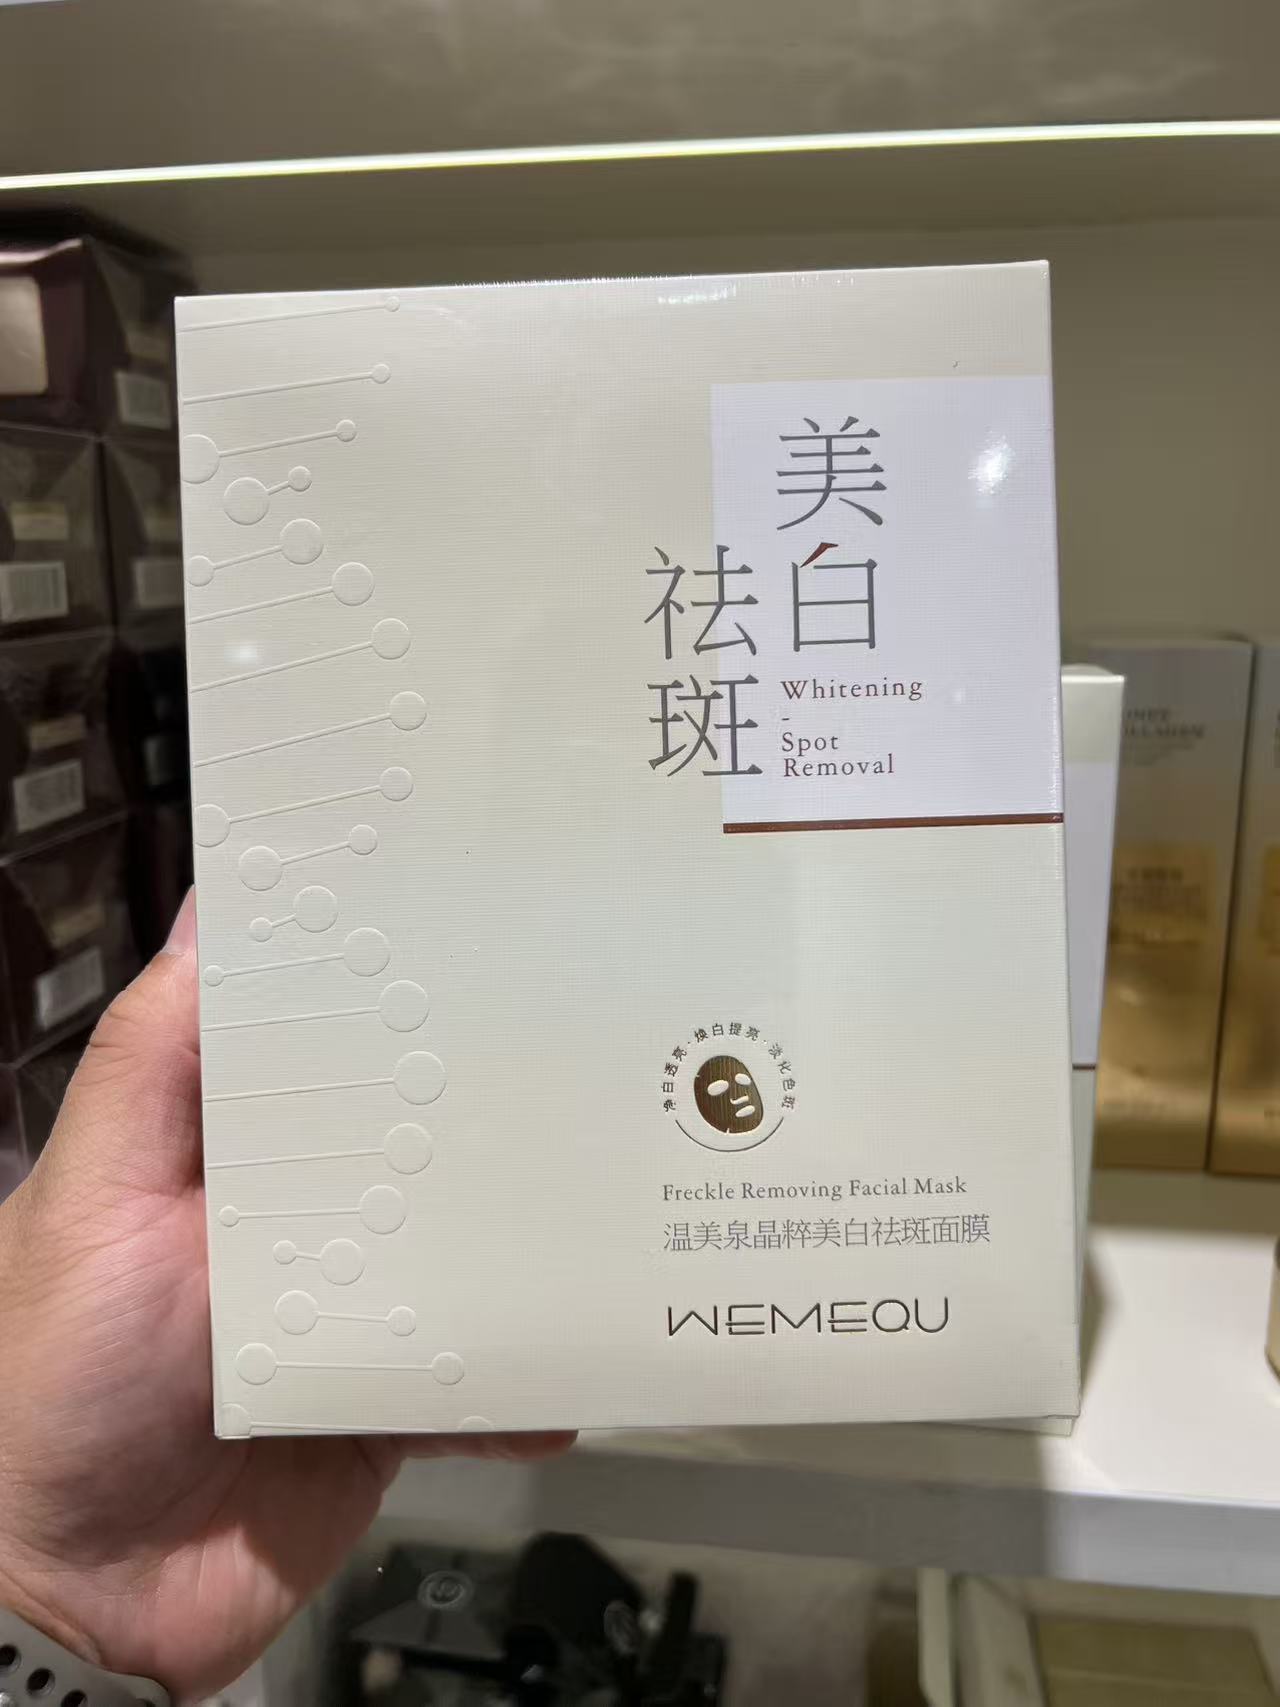 美白
祛斑
Whitening
-
Spot
Removal
净白透亮·焕白提亮·淡化色斑
Freckle Removing Facial Mask
温美泉晶粹美白祛斑面膜
WEMEQU